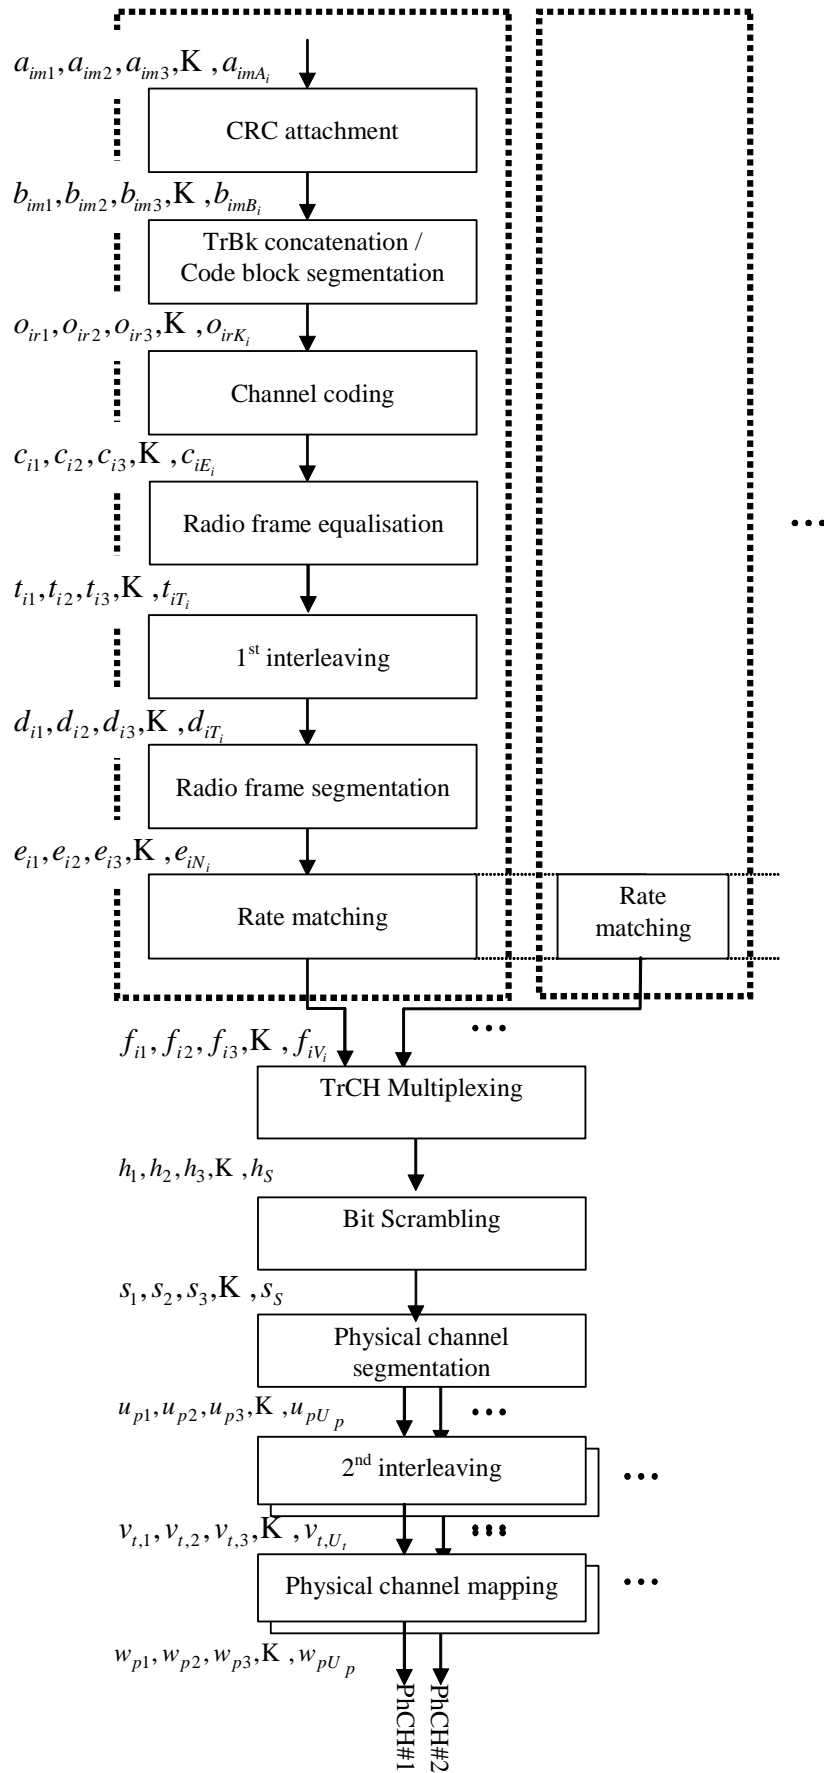 a_{im1}, a_{im2}, a_{im3}, K , a_{imA_i}
CRC attachment
b_{im1}, b_{im2}, b_{im3}, K , b_{imB_i}
TrBk concatenation /
Code block segmentation
o_{ir1}, o_{ir2}, o_{ir3}, K , o_{irK_i}
Channel coding
c_{i1}, c_{i2}, c_{i3}, K , c_{iE_i}
Radio frame equalisation
...
t_{i1}, t_{i2}, t_{i3}, K , t_{iT_i}
1st interleaving
d_{i1}, d_{i2}, d_{i3}, K , d_{iT_i}
Radio frame segmentation
e_{i1}, e_{i2}, e_{i3}, K , e_{iN_i}
Rate matching
Rate
matching
...
f_{i1}, f_{i2}, f_{i3}, K , f_{iV_i}
TrCH Multiplexing
h_1, h_2, h_3, K , h_S
Bit Scrambling
s_1, s_2, s_3, K , s_S
Physical channel
segmentation
u_{p1}, u_{p2}, u_{p3}, K , u_{pU_p}
...
2nd interleaving
...
v_{t,1}, v_{t,2}, v_{t,3}, K , v_{t,U_t}
...
Physical channel mapping
...
w_{p1}, w_{p2}, w_{p3}, K , w_{pU_p}
PhCH#1
PhCH#2